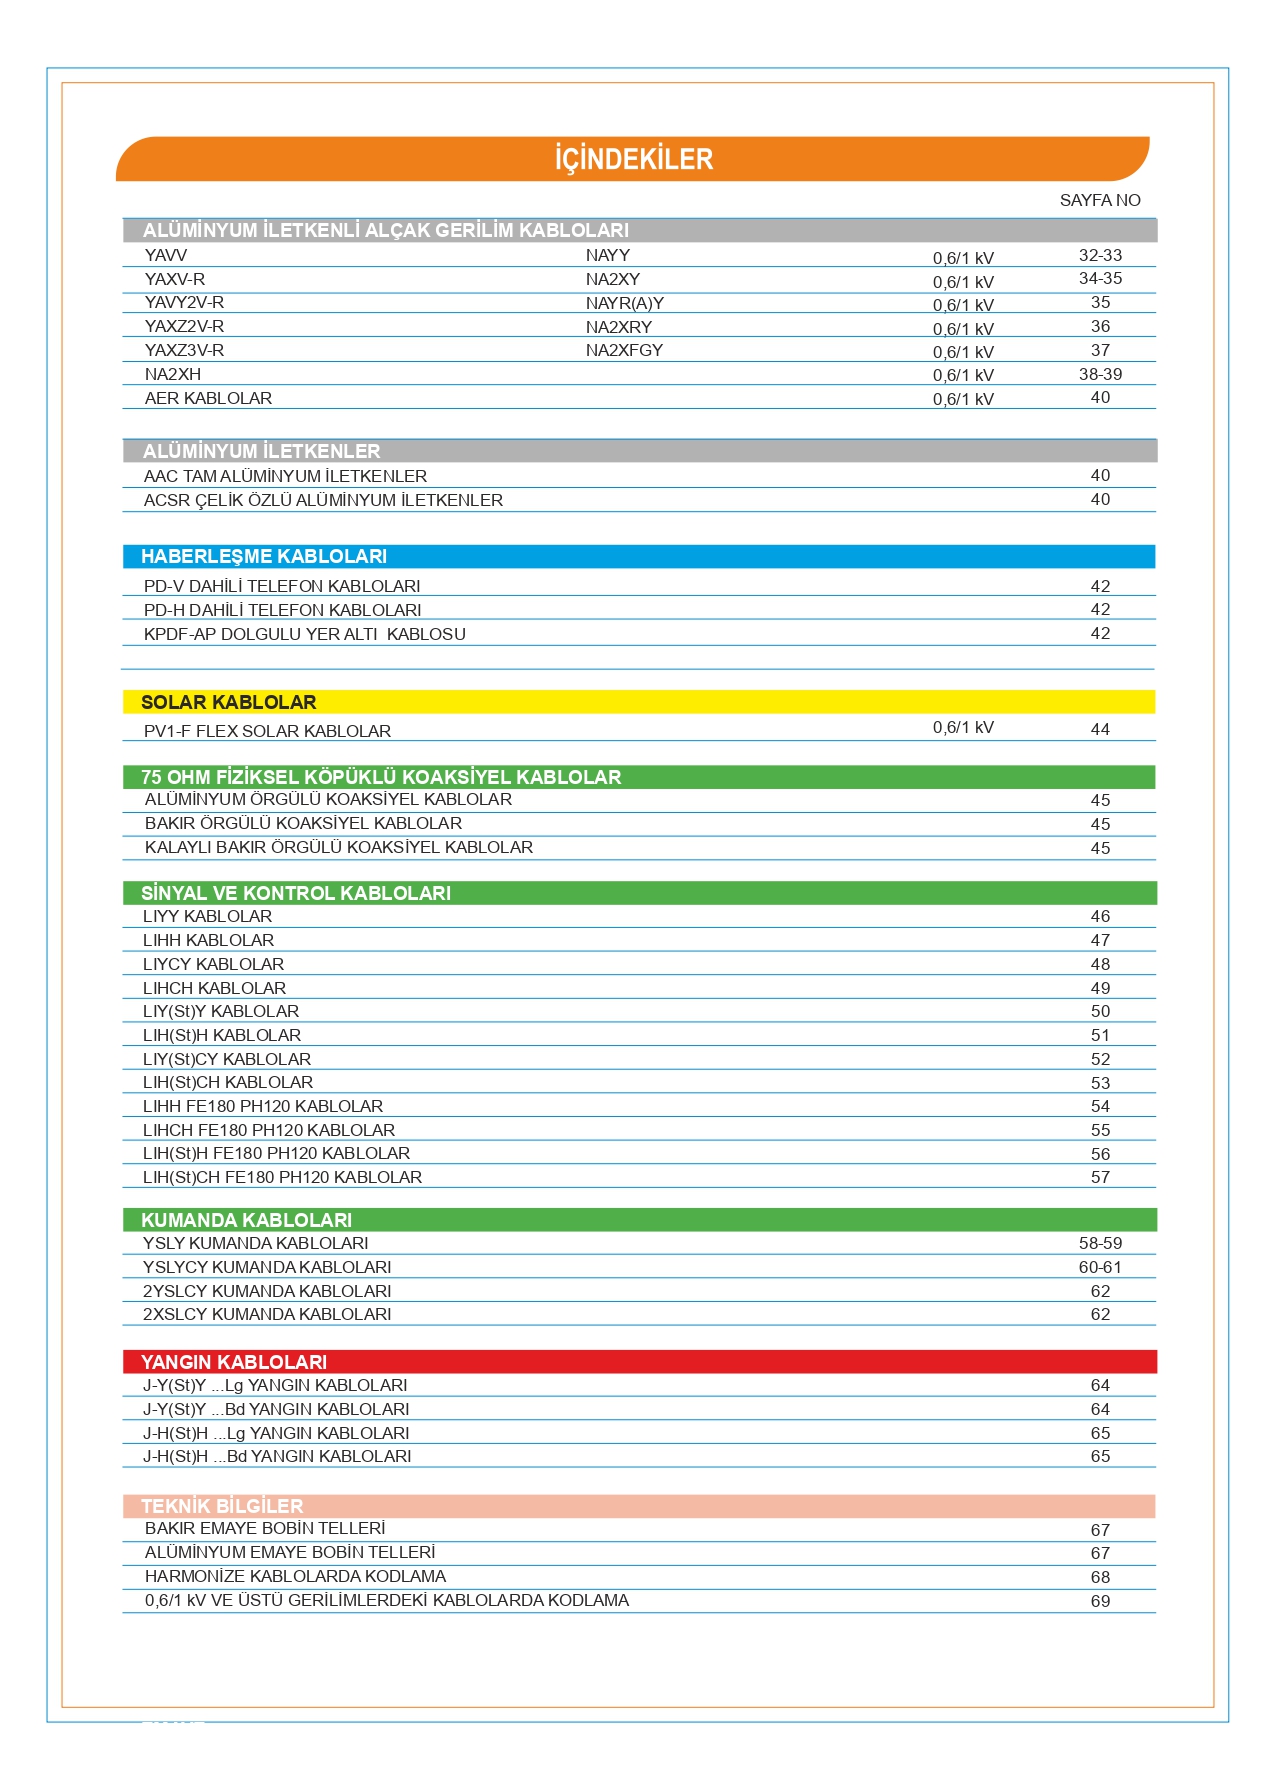 İÇİNDEKİLER
SAYFA NO
ALÜMİNYUM İLETKENLİ ALÇAK GERİLİM KABLOLARI
YAVV NAYY 0,6/1 kV 32-33
YAXV-R NA2XY 0,6/1 kV 34-35
YAVY2V-R NAYR(A)Y 0,6/1 kV 35
YAXZ2V-R NA2XRY 0,6/1 kV 36
YAXZ3V-R NA2XFGY 0,6/1 kV 37
NA2XH 0,6/1 kV 38-39
AER KABLOLAR 0,6/1 kV 40
ALÜMİNYUM İLETKENLER
AAC TAM ALÜMİNYUM İLETKENLER 40
ACSR ÇELİK ÖZLÜ ALÜMİNYUM İLETKENLER 40
HABERLEŞME KABLOLARI
PD-V DAHİLİ TELEFON KABLOLARI 42
PD-H DAHİLİ TELEFON KABLOLARI 42
KPDF-AP DOLGULU YER ALTI KABLOSU 42
SOLAR KABLOLAR
PV1-F FLEX SOLAR KABLOLAR 0,6/1 kV 44
75 OHM FİZİKSEL KÖPÜKLÜ KOAKSİYEL KABLOLAR
ALÜMİNYUM ÖRGÜLÜ KOAKSİYEL KABLOLAR 45
BAKIR ÖRGÜLÜ KOAKSİYEL KABLOLAR 45
KALAYLI BAKIR ÖRGÜLÜ KOAKSİYEL KABLOLAR 45
SİNYAL VE KONTROL KABLOLARI
LIYY KABLOLAR 46
LIHH KABLOLAR 47
LIYCY KABLOLAR 48
LIHCH KABLOLAR 49
LIY(St)Y KABLOLAR 50
LIH(St)H KABLOLAR 51
LIY(St)CY KABLOLAR 52
LIH(St)CH KABLOLAR 53
LIHH FE180 PH120 KABLOLAR 54
LIHCH FE180 PH120 KABLOLAR 55
LIH(St)H FE180 PH120 KABLOLAR 56
LIH(St)CH FE180 PH120 KABLOLAR 57
KUMANDA KABLOLARI
YSLY KUMANDA KABLOLARI 58-59
YSLYCY KUMANDA KABLOLARI 60-61
2YSLCY KUMANDA KABLOLARI 62
2XSLCY KUMANDA KABLOLARI 62
YANGIN KABLOLARI
J-Y(St)Y ...Lg YANGIN KABLOLARI 64
J-Y(St)Y ...Bd YANGIN KABLOLARI 64
J-H(St)H ...Lg YANGIN KABLOLARI 65
J-H(St)H ...Bd YANGIN KABLOLARI 65
TEKNİK BİLGİLER
BAKIR EMAYE BOBİN TELLERİ 67
ALÜMİNYUM EMAYE BOBİN TELLERİ 67
HARMONİZE KABLOLARDA KODLAMA 68
0,6/1 kV VE ÜSTÜ GERİLİMLERDEKİ KABLOLARDA KODLAMA 69